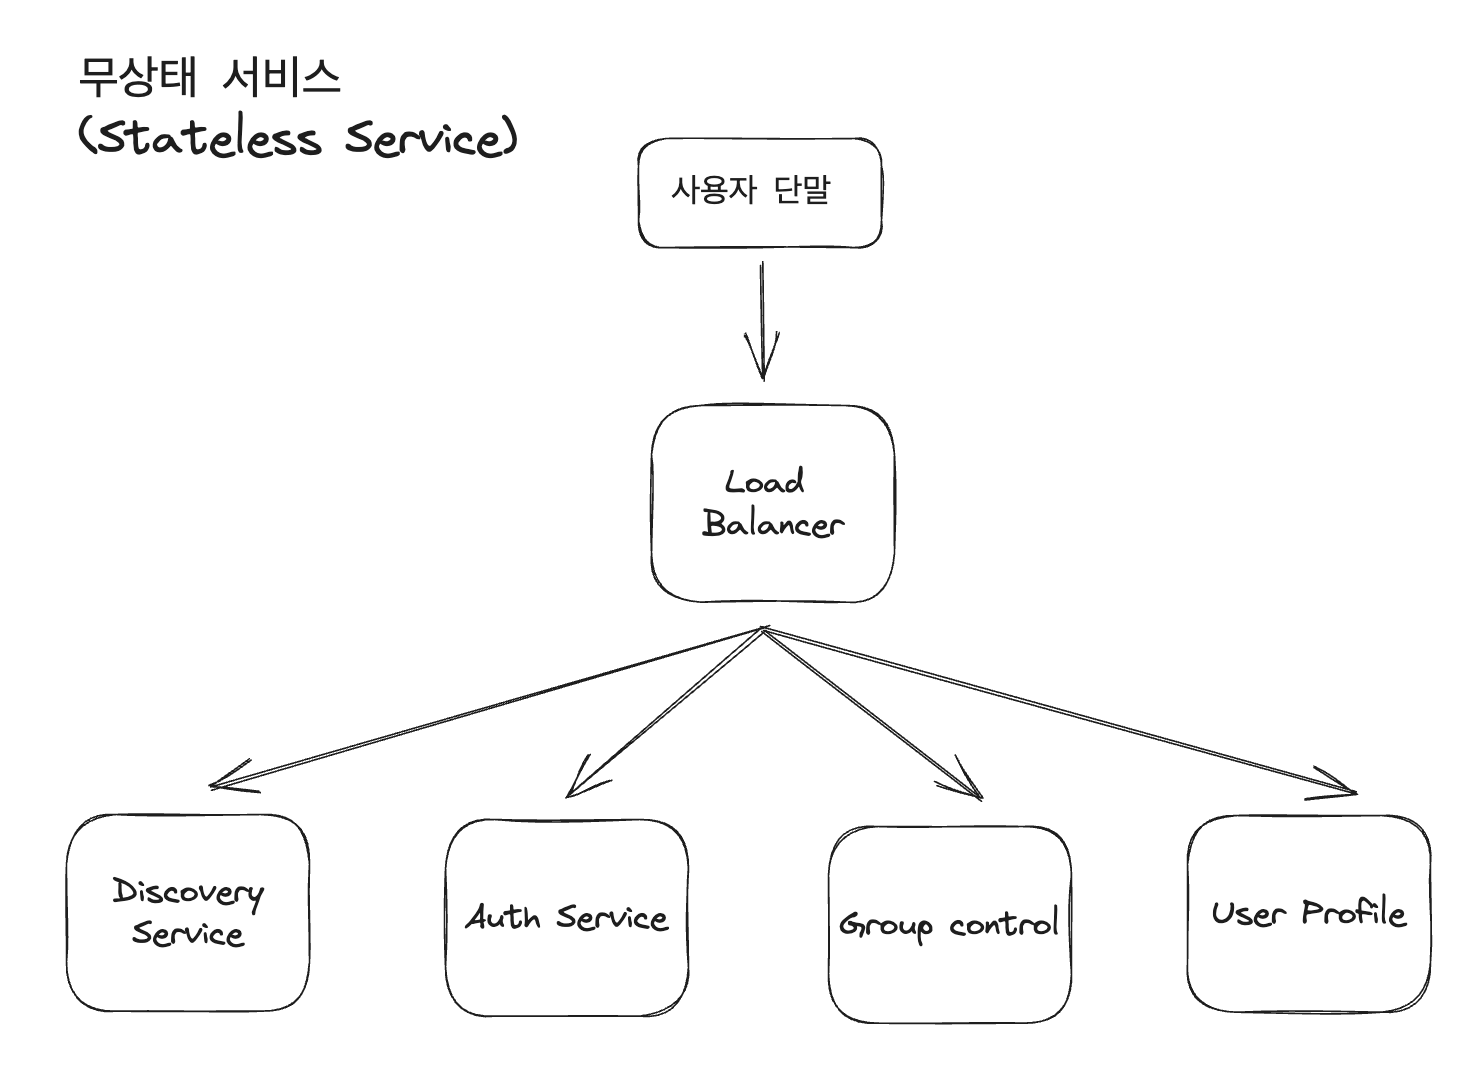 무상태 서비스
(Stateless Service)
사용자 단말
Load
Balancer
Discovery
Service
Auth Service
Group control
User Profile